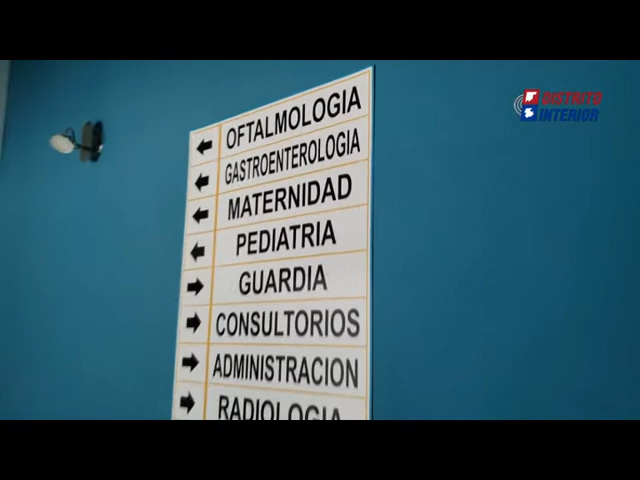 OFTALMOLOGIA
GASTROENTEROLOGIA
MATERNIDAD
PEDIATRIA
GUARDIA
CONSULTORIOS
ADMINISTRACION
RADIOLOGIA
DISTRITO
INTERIOR